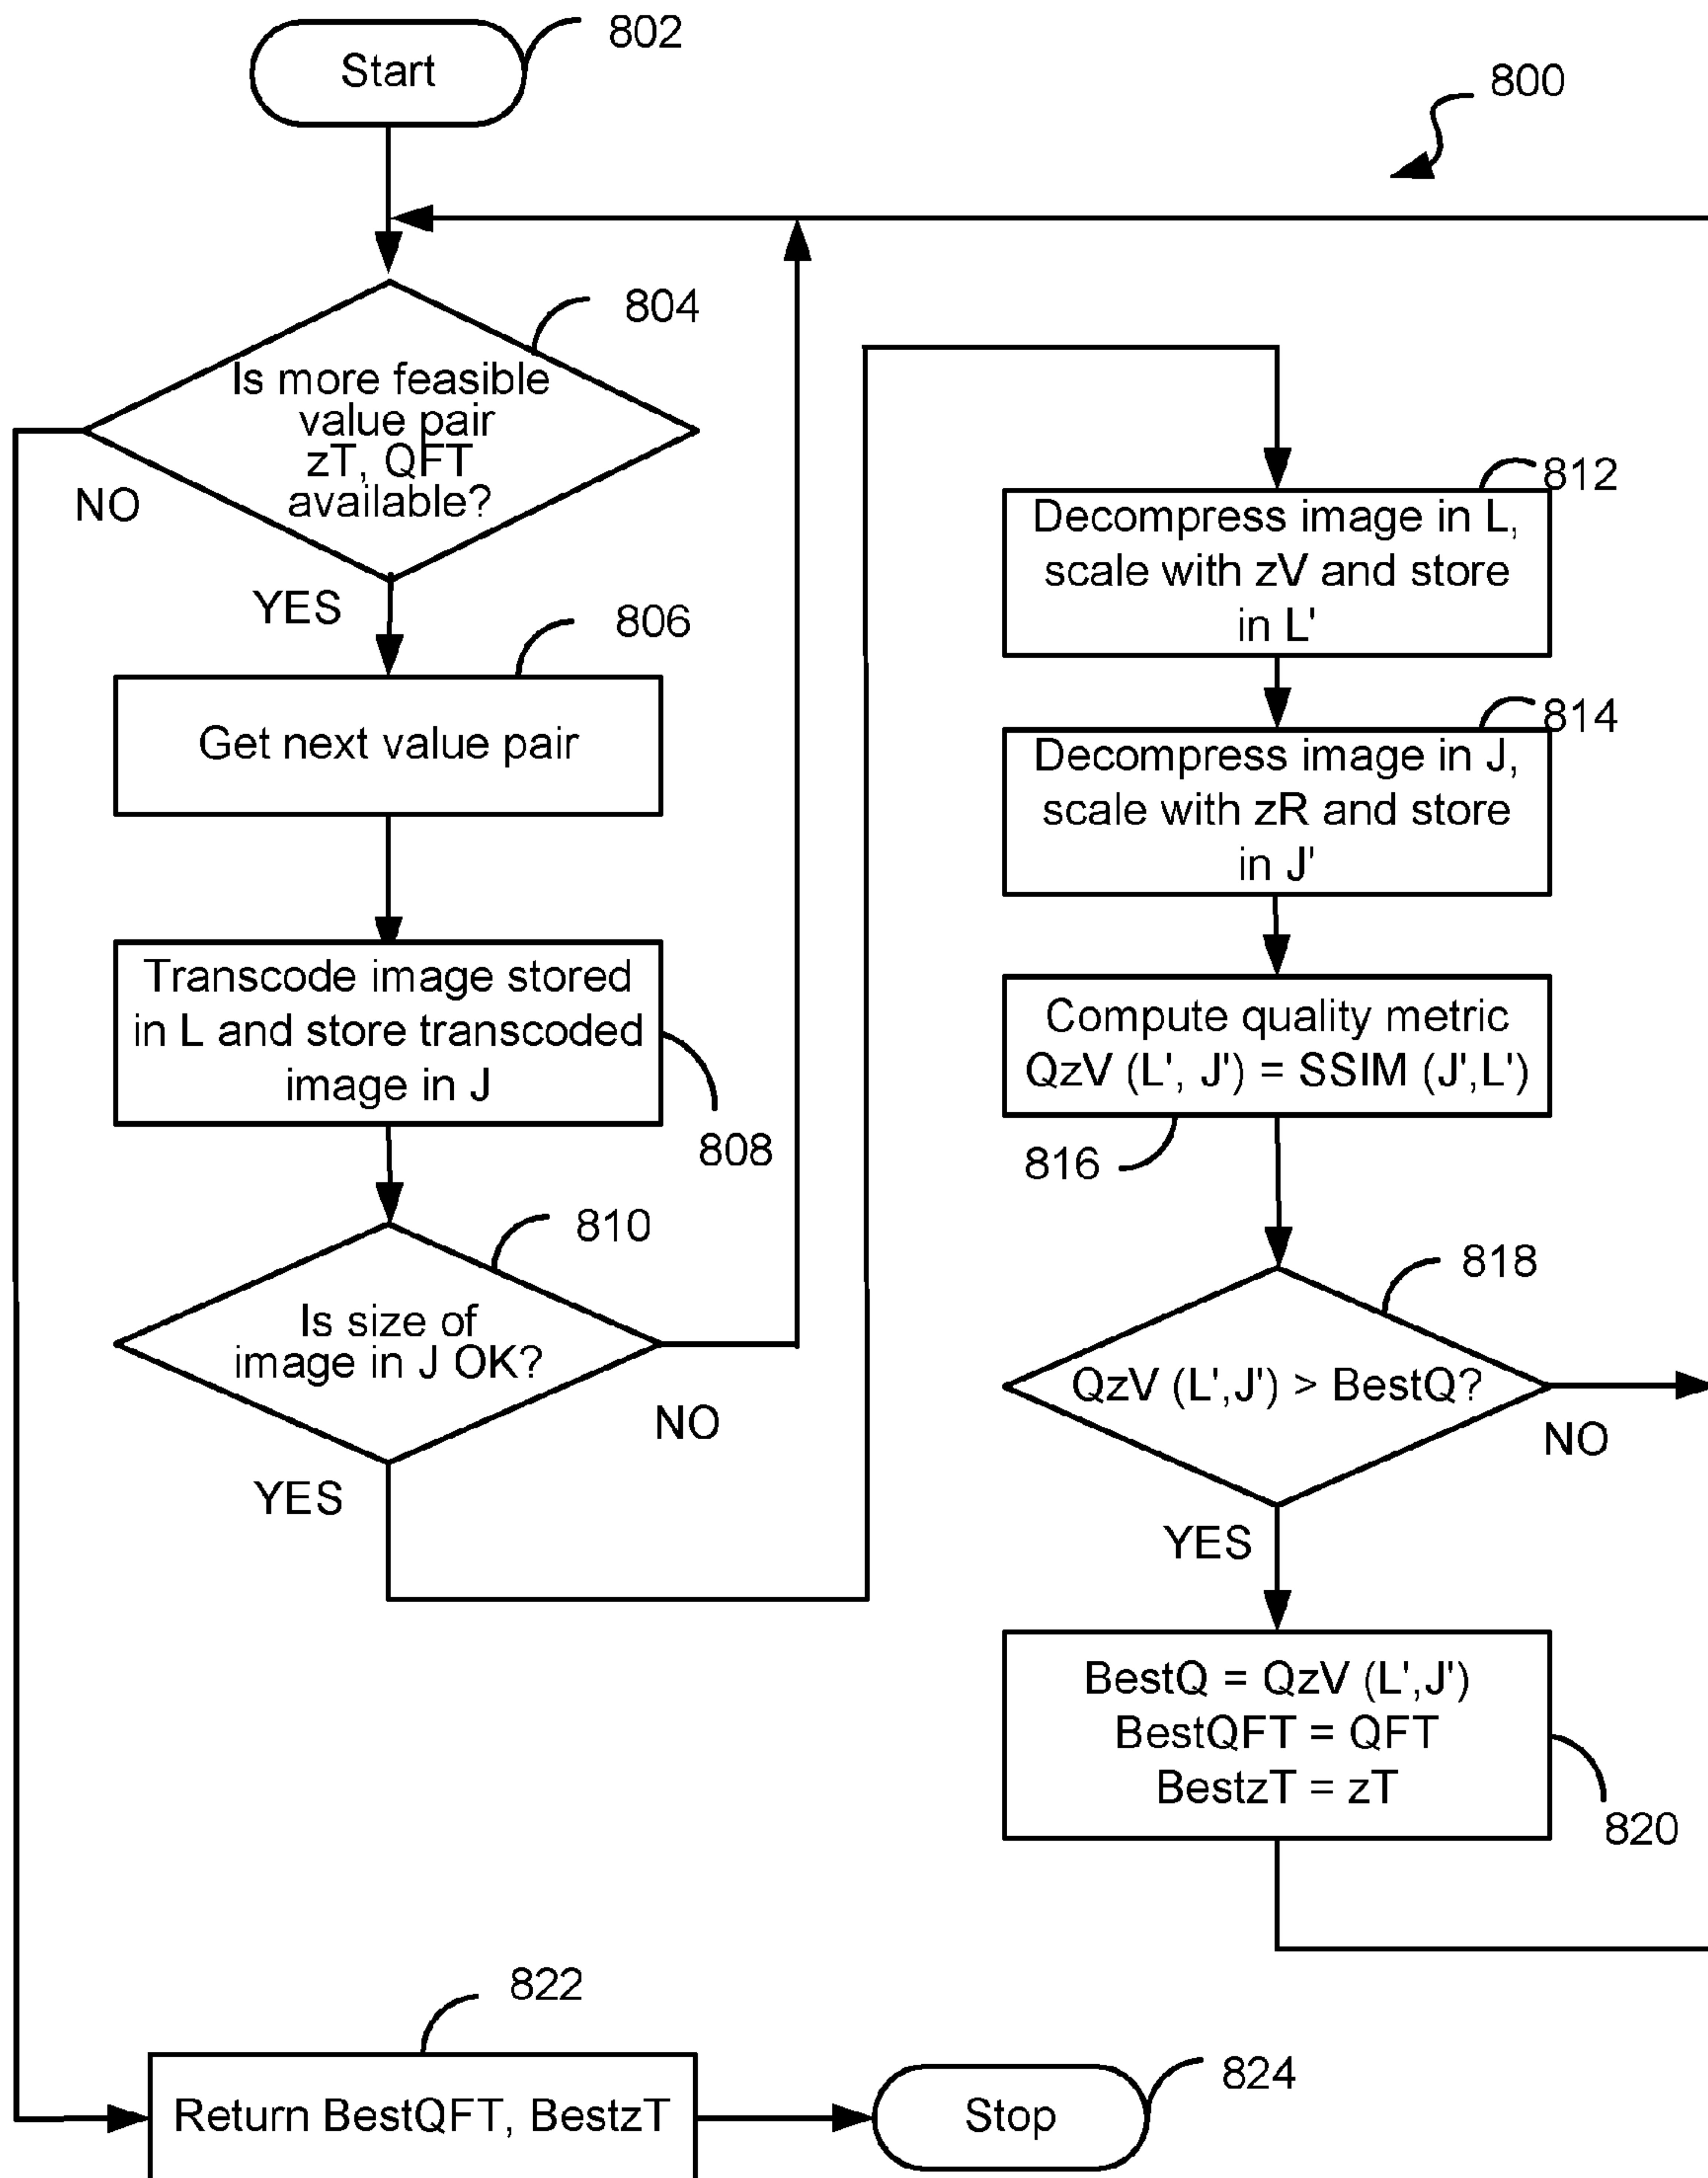 802
Start
800
804
Is more feasible
value pair
zT, QFT
available?
NO
YES
806
Get next value pair
Transcode image stored
in L and store transcoded
image in J
808
810
Is size of
image in J OK?
NO
YES
812
Decompress image in L,
scale with zV and store
in L'
814
Decompress image in J,
scale with zR and store
in J'
Compute quality metric
QzV (L', J') = SSIM (J',L')
816
818
QzV (L',J') > BestQ?
NO
YES
BestQ = QzV (L',J')
BestQFT = QFT
BestzT = zT
820
822
Return BestQFT, BestzT
824
Stop